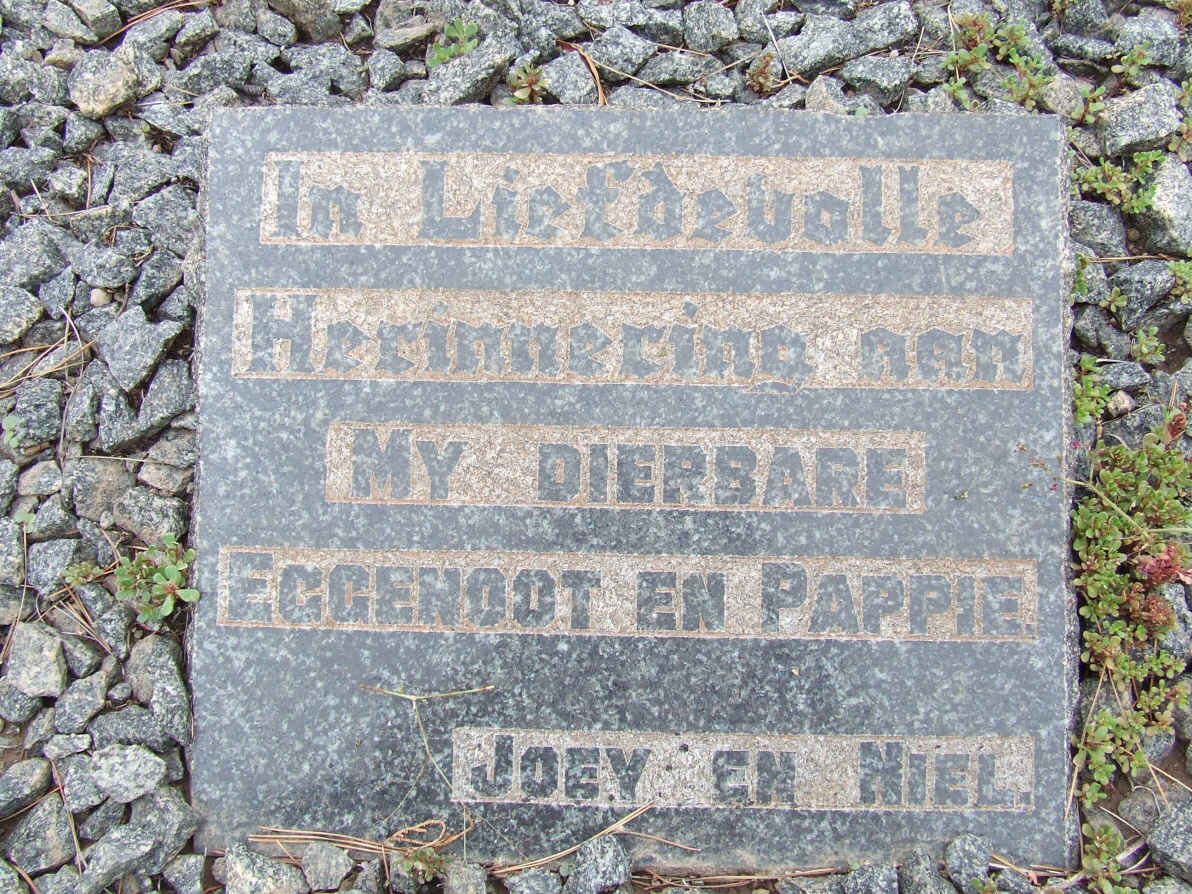 In Liefdevolle
Herinnering aan
MY DIERBARE
EGGENOOT EN PAPPIE.
JOEY EN NIEL.